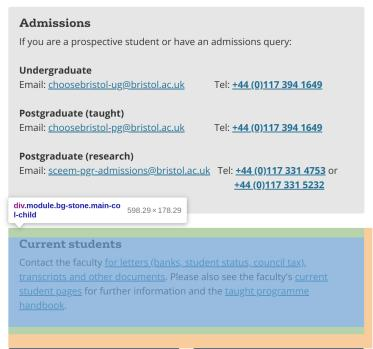 Admissions
If you are a prospective student or have an admissions query:
Undergraduate
Email: choosebristol-ug@bristol.ac.uk Tel: +44 (0)117 394 1649
Postgraduate (taught)
Email: choosebristol-pg@bristol.ac.uk Tel: +44 (0)117 394 1649
Postgraduate (research)
Email: sceem-pgr-admissions@bristol.ac.uk Tel: +44 (0)117 331 4753 or
+44 (0)117 331 5232
div.module.bg-stone.main-co
l-child 598.29 × 178.29
Current students
Contact the faculty for letters (banks, student status, council tax),
transcripts and other documents. Please also see the faculty's current
student pages for further information and the taught programme
handbook.